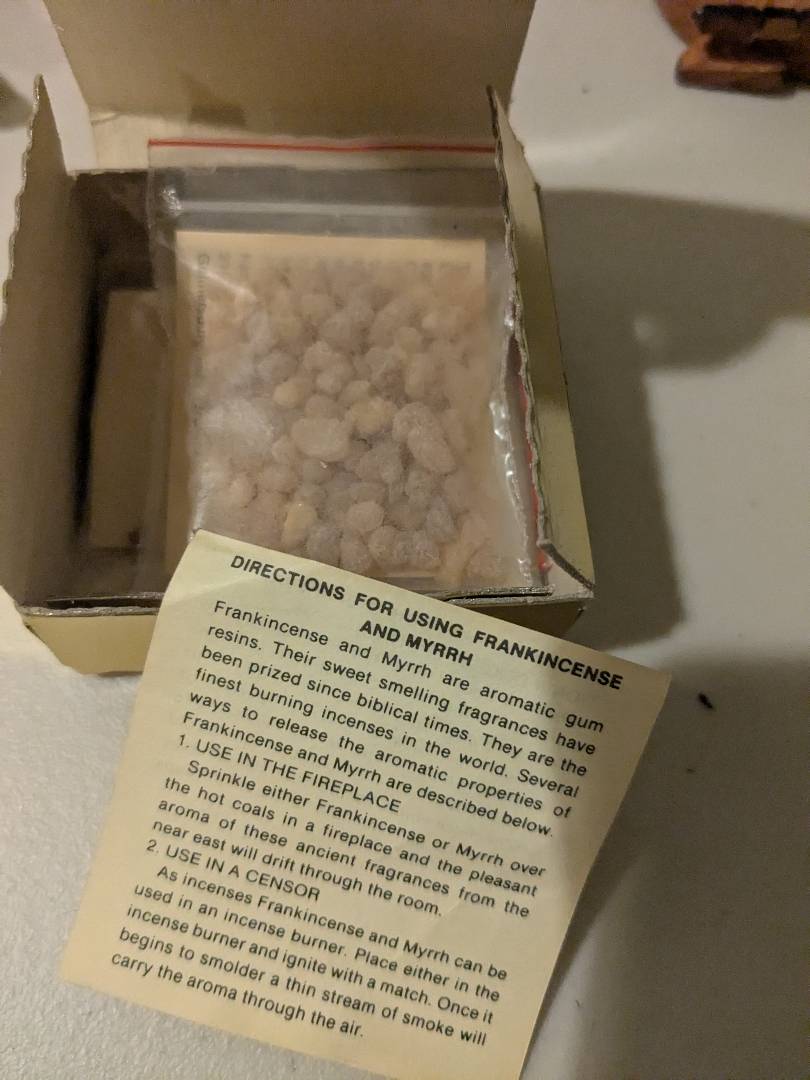 DIRECTIONS FOR USING FRANKINCENSE
AND MYRRH
Frankincense and Myrrh are aromatic gum
resins. Their sweet smelling fragrances have
been prized since biblical times. They are the
finest burning incenses in the world. Several
ways to release the aromatic properties of
Frankincense and Myrrh are described below.
1. USE IN THE FIREPLACE
Sprinkle either Frankincense or Myrrh over
the hot coals in a fireplace and the pleasant
aroma of these ancient fragrances from the
near east will drift through the room.
2. USE IN A CENSOR
As incenses Frankincense and Myrrh can be
used in an incense burner. Place either in the
incense burner and ignite with a match. Once it
begins to smolder a thin stream of smoke will
carry the aroma through the air.